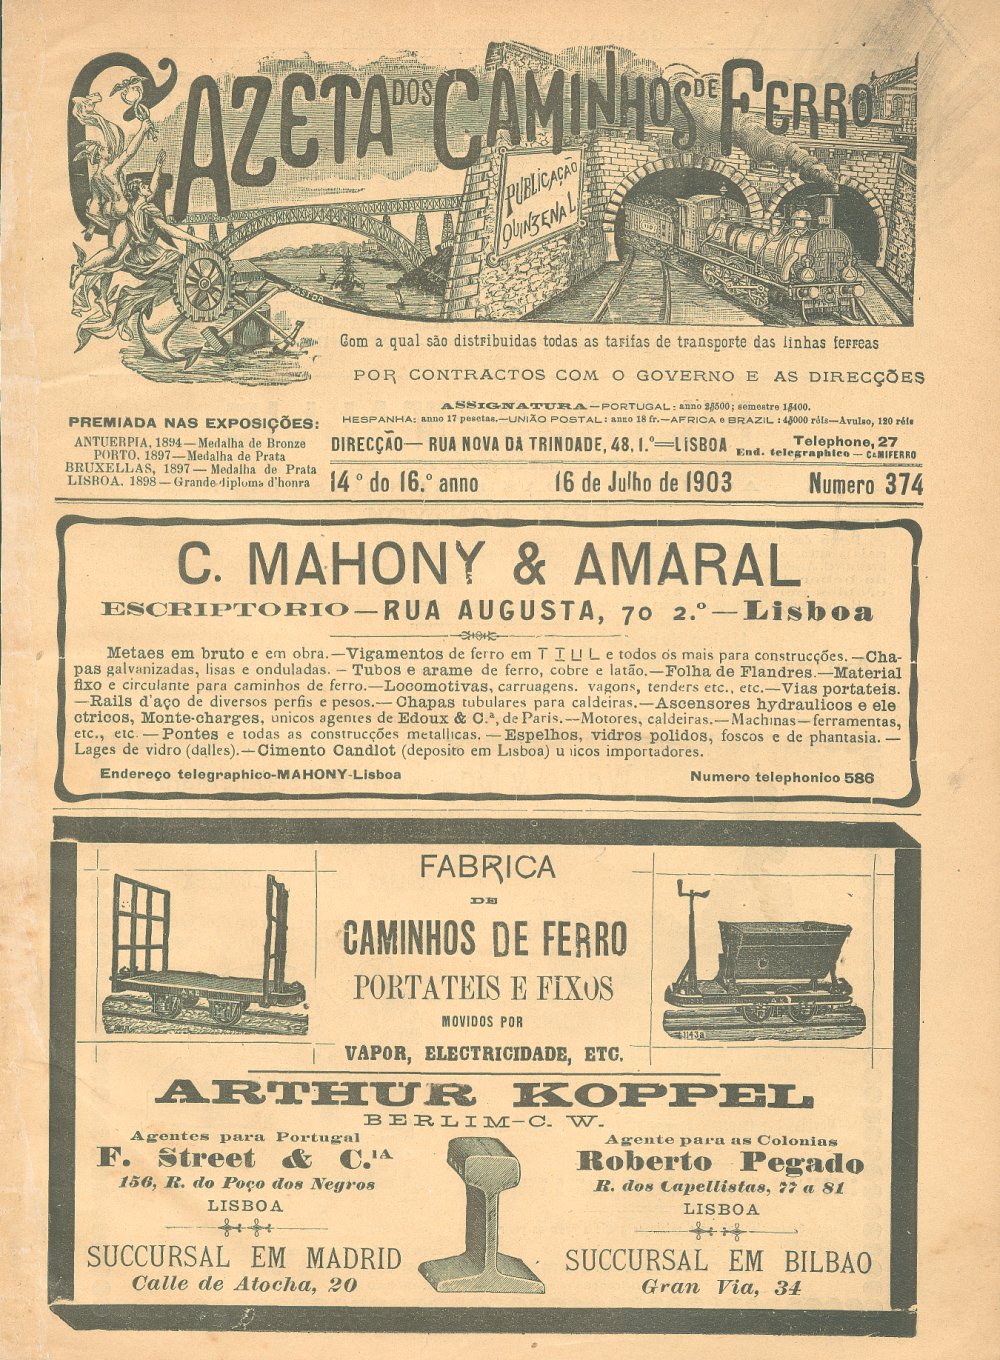 GAZETA DOS CAMINHOS DE FERRO
PUBLICAÇÃO
QUINZENAL
Com a qual são distribuidas todas as tarifas de transporte das linhas ferreas
POR CONTRACTOS COM O GOVERNO E AS DIRECÇÕES
PREMIADA NAS EXPOSIÇÕES:
ANTUERPIA, 1894—Medalha de Bronze
PORTO, 1897—Medalha de Prata
BRUXELLAS, 1897—Medalha de Prata
LISBOA, 1898—Grande diploma d'honra
ASSIGNATURA—PORTUGAL: anno 2$500; semestre 1$400.
HESPANHA: anno 17 pesetas.—UNIÃO POSTAL: anno 18 fr.—AFRICA e BRAZIL: 4$000 réis—Avulso, 120 réis
DIRECÇÃO—RUA NOVA DA TRINDADE, 48, 1.º=LISBOA
Telephone, 27
End. telegraphico—CAMIFERRO
14º do 16.º anno 16 de Julho de 1903 Numero 374
C. MAHONY & AMARAL
ESCRIPTORIO—RUA AUGUSTA, 70 2.º—Lisboa
Metaes em bruto e em obra.—Vigamentos de ferro em T I U L e todos os mais para construcções.—Cha-
pas galvanizadas, lisas e onduladas.—Tubos e arame de ferro, cobre e latão.—Folha de Flandres.—Material
fixo e circulante para caminhos de ferro.—Locomotivas, carruagens. vagons, tenders etc., etc.—Vias portateis.
—Rails d'aço de diversos perfis e pesos.—Chapas tubulares para caldeiras.—Ascensores hydraulicos e ele
ctricos, Monte-charges, unicos agentes de Edoux & C.ª, de Paris.—Motores, caldeiras.—Machinas—ferramentas,
etc., etc.—Pontes e todas as construcções metallicas.—Espelhos, vidros polidos, foscos e de phantasia.—
Lages de vidro (dalles).—Cimento Candlot (deposito em Lisboa) u icos importadores.
Endereço telegraphico-MAHONY-Lisboa Numero telephonico 586
FABRICA
DE
CAMINHOS DE FERRO
PORTATEIS E FIXOS
MOVIDOS POR
VAPOR, ELECTRICIDADE, ETC.
1143a
ARTHUR KOPPEL
BERLIM-C. W.
Agentes para Portugal
F. Street & C.IA
156, R. do Poço dos Negros
LISBOA
SUCCURSAL EM MADRID
Calle de Atocha, 20
Agente para as Colonias
Roberto Pegado
R. dos Capellistas, 77 a 81
LISBOA
SUCCURSAL EM BILBAO
Gran Via, 34